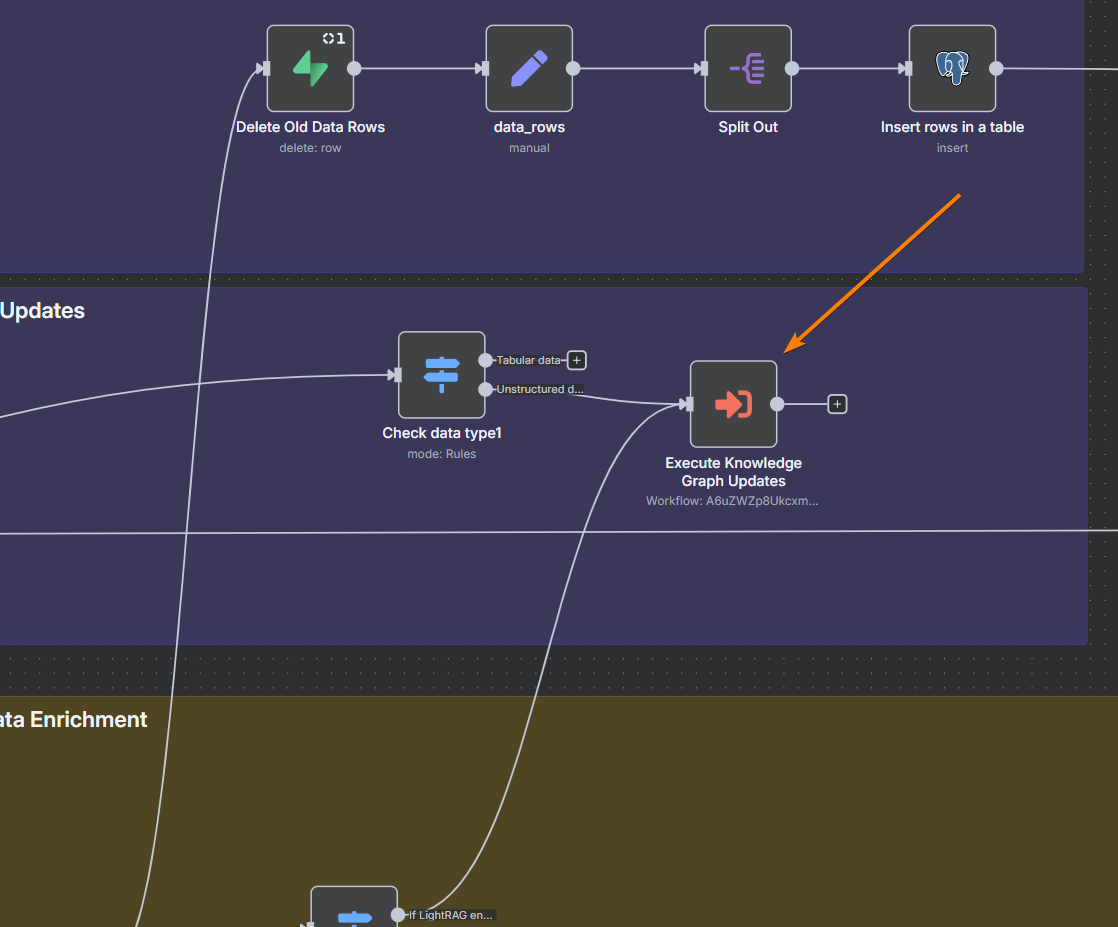 1
Delete Old Data Rows
delete: row
data_rows
manual
Split Out
Insert rows in a table
insert
Updates
Tabular data
Unstructured d...
Check data type1
mode: Rules
Execute Knowledge
Graph Updates
Workflow: A6uZWZp8Ukcxm...
ata Enrichment
If LightRAG en...